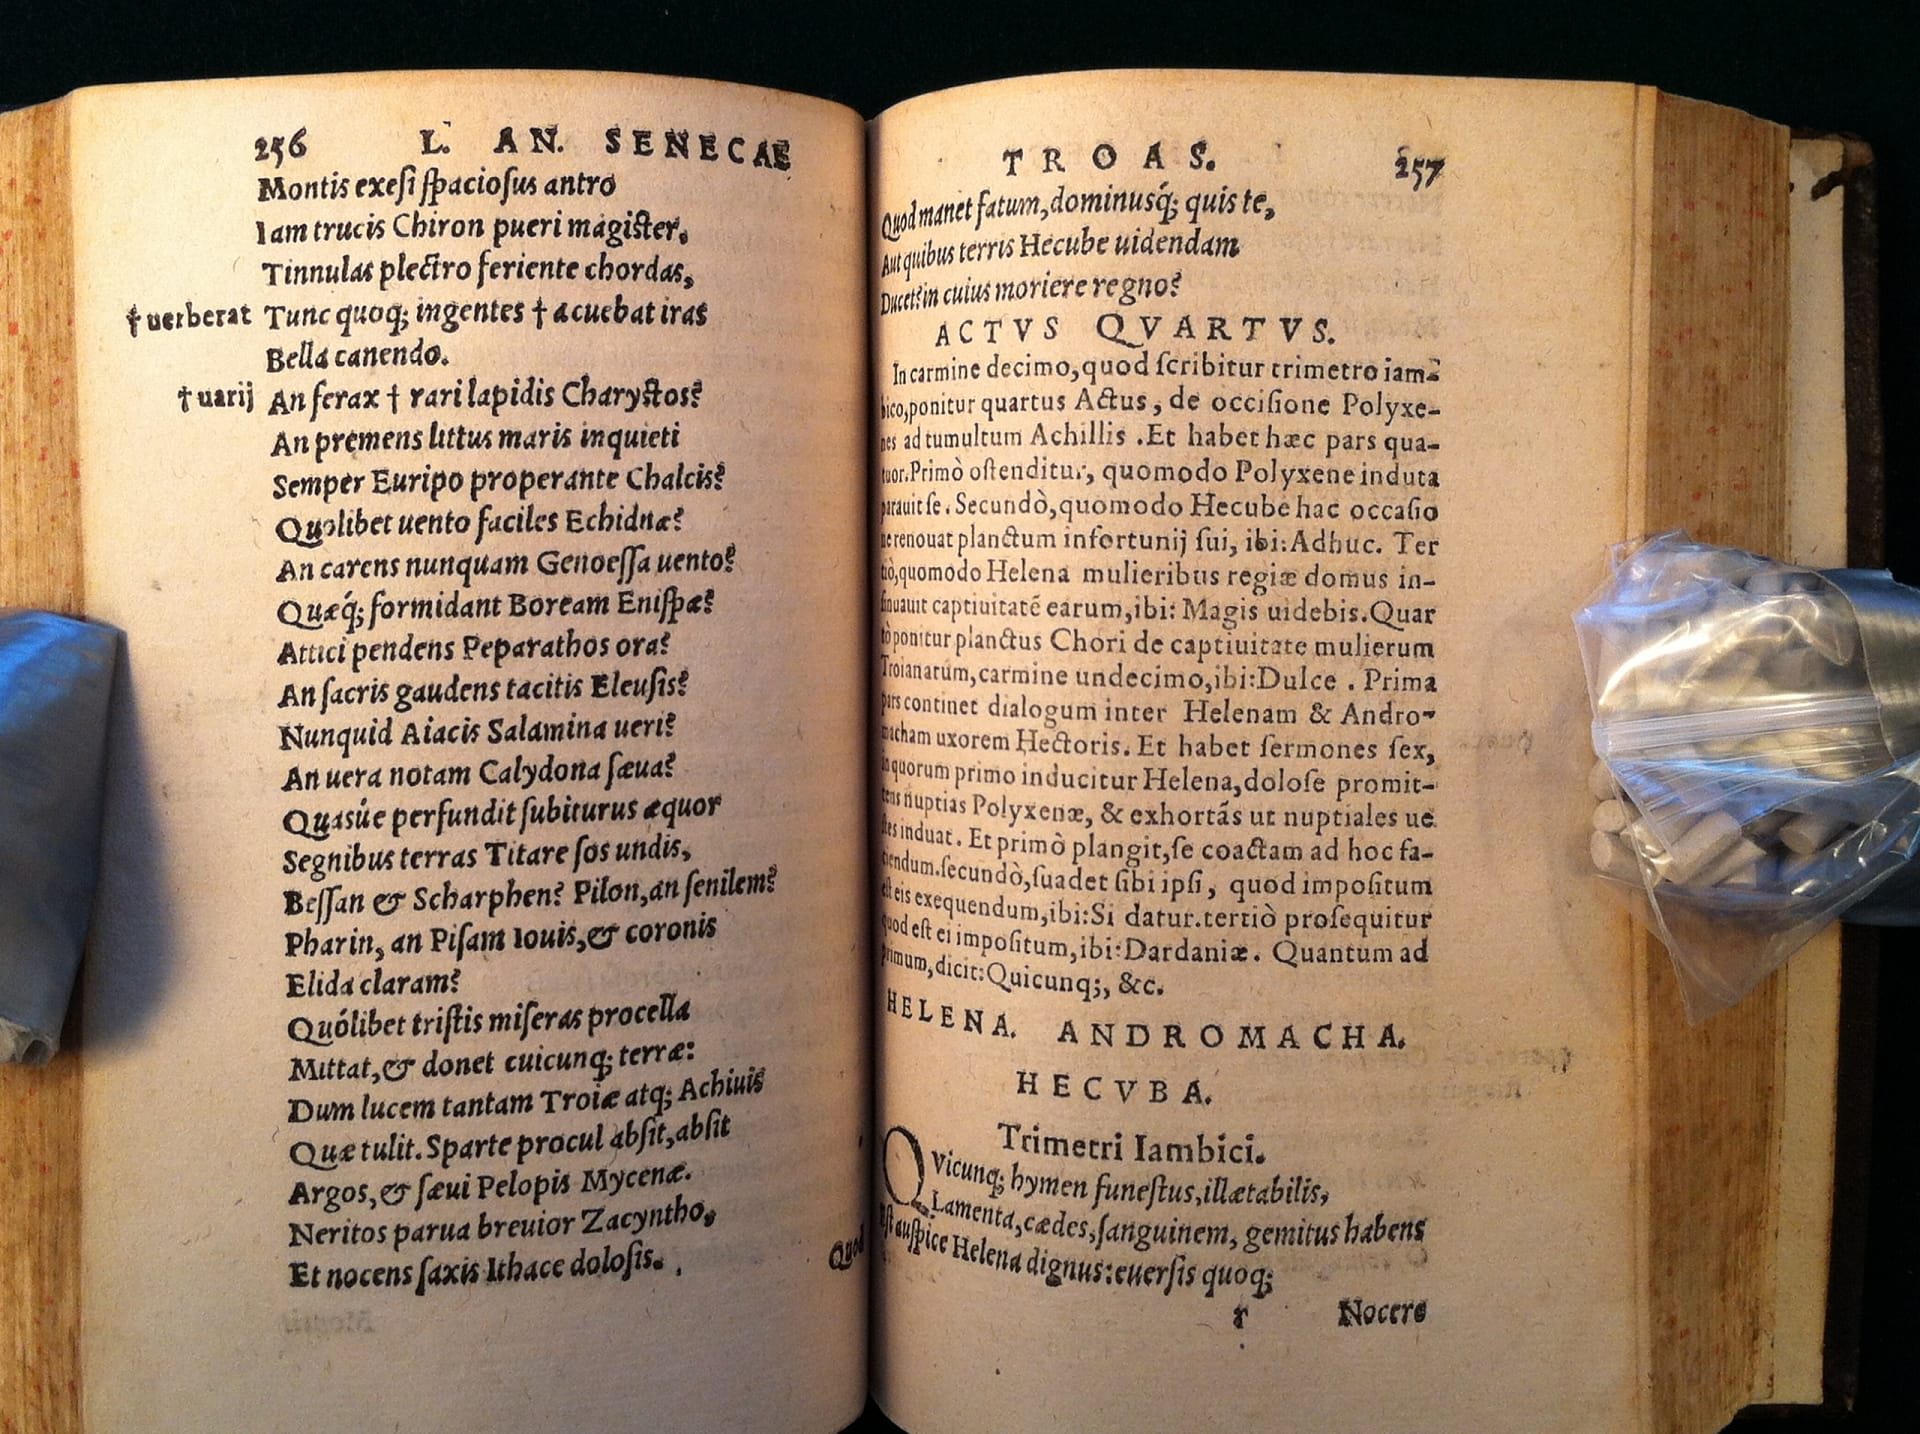 256 L. AN. SENECAE
Montis exesi spaciosus antro
Iam trucis Chiron pueri magister,
Tinnulas plectro feriente chordas,
† uerberat Tunc quoq; ingentes † acuebat iras
Bella canendo.
† uarij An ferax † rari lapidis Charystos?
An premens littus maris inquieti
Semper Euripo properante Chalcis?
Quolibet uento faciles Echidnæ?
An carens nunquam Genoessa uento?
Quæq́; formidant Boream Enispæ?
Attici pendens Peparathos ora?
An sacris gaudens tacitis Eleusis?
Nunquid Aiacis Salamina ueri?
An uera notam Calydona sæua?
Quasúe perfundit subiturus æquor
Segnibus terras Titare sos undis,
Bessan & Scarphen? Pilon, an senilem?
Pharin, an Pisam Iouis, & coronis
Elida claram?
Quólibet tristis miseras procella
Mittat, & donet cuicunq; terræ:
Dum lucem tantam Troiæ atq; Achiuis
Quæ tulit. Sparte procul absit, absit
Argos, & sæui Pelopis Mycenæ.
Neritos parua breuior Zacyntho,
Et nocens saxis Ithace dolosis.
Quod
TROAS. 257
Quod manet fatum, dominusq́; quis te,
Aut quibus terris Hecube uidendam
Ducet? in cuius moriere regno?
ACTVS QVARTVS.
In carmine decimo, quod scribitur trimetro iam-
bico, ponitur quartus Actus, de occisione Polyxe-
nes ad tumultum Achillis. Et habet hæc pars qua-
tuor. Primò ostenditur, quomodo Polyxene induta
parauit se. Secundò, quomodo Hecube hac occasio
ne renouat planctum infortunij sui, ibi: Adhuc. Ter
tiò, quomodo Helena mulieribus regiæ domus in-
sinuauit captiuitatē earum, ibi: Magis uidebis. Quar
tò ponitur planctus Chori de captiuitate mulierum
Troianarum, carmine undecimo, ibi: Dulce. Prima
pars continet dialogum inter Helenam & Andro-
macham uxorem Hectoris. Et habet sermones sex,
in quorum primo inducitur Helena, dolose promit-
tens nuptias Polyxenæ, & exhortãs ut nuptiales ue
stes induat. Et primò plangit, se coactam ad hoc fa-
ciendum. secundò, suadet sibi ipsi, quod impositum
est eis exequendum, ibi: Si datur. tertiò prosequitur
quod est ei impositum, ibi: Dardaniæ. Quantum ad
primum, dicit: Quicunq;, &c.
HELENA. ANDROMACHA.
HECVBA.
Trimetri Iambici.
QVicunq; hymen funestus, illætabilis,
Lamenta, cædes, sanguinem, gemitus habens
Est auspice Helena dignus: euersis quoq;
r Nocere